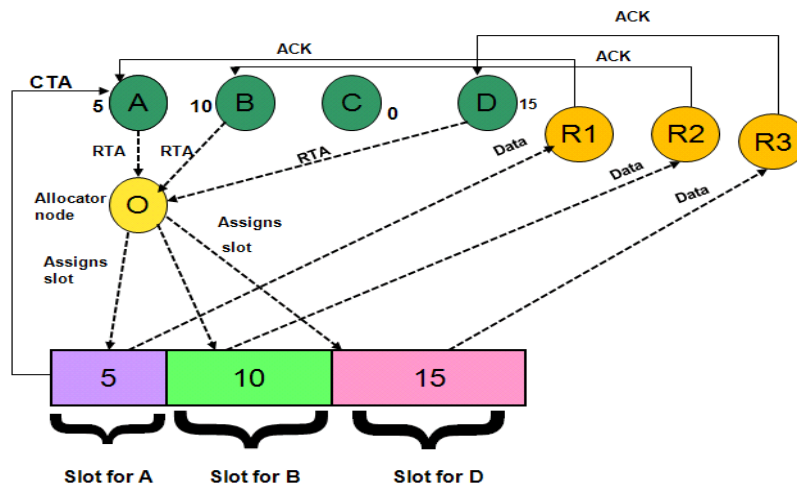 ACK
ACK
CTA
5
A
10
B
C
0
D
15
R1
R2
R3
RTA
RTA
RTA
Data
Data
Data
Allocator
node
O
Assigns
slot
Assigns
slot
5
10
15
Slot for A
Slot for B
Slot for D